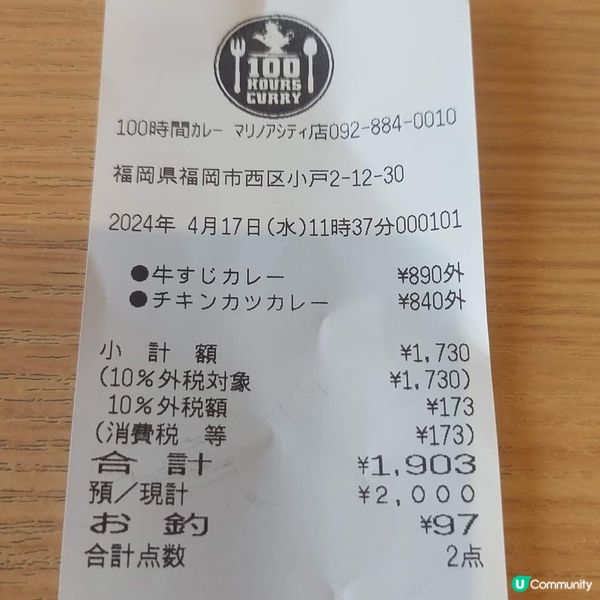 100
HOURS
CURRY
100時間カレー マリノアシティ店092-884-0010
福岡県福岡市西区小戸2-12-30
2024年 4月17日(水)11時37分000101
●牛すじカレー ¥890外
●チキンカツカレー ¥840外
小計額 ¥1,730
(10%外税対象 ¥1,730)
10%外税額 ¥173
(消費税 等 ¥173)
合計 ¥1,903
預/現計 ¥2,000
お釣 ¥97
合計点数 2点
U Community